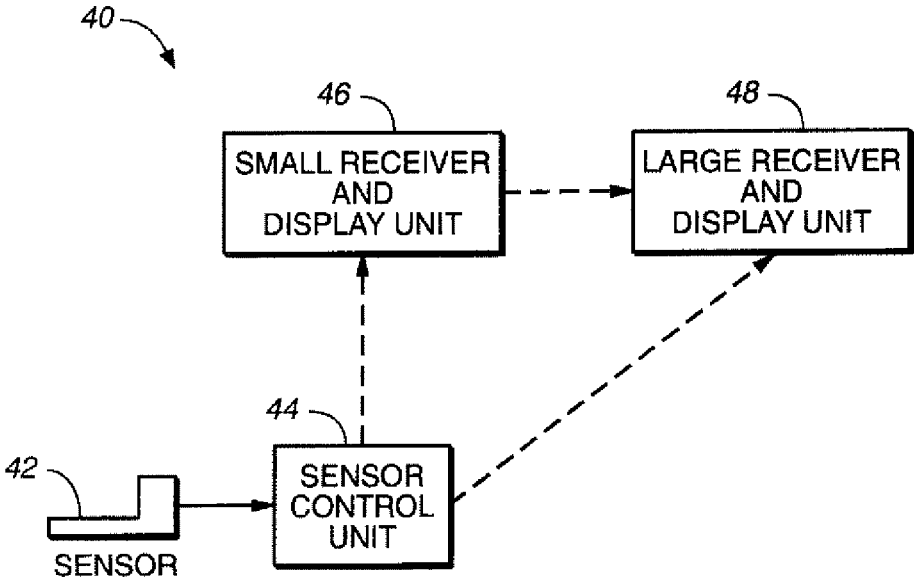 40
46
48
SMALL RECEIVER
AND
DISPLAY UNIT
LARGE RECEIVER
AND
DISPLAY UNIT
44
42
SENSOR
CONTROL
UNIT
SENSOR